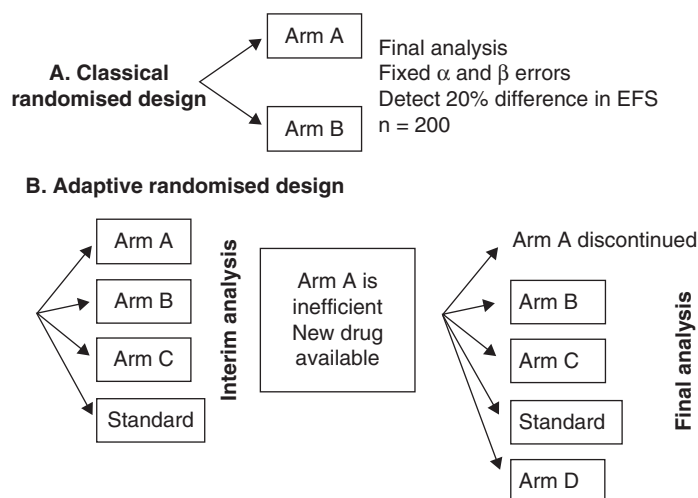 A. Classical
randomised design
Arm A
Arm B
Final analysis
Fixed α and β errors
Detect 20% difference in EFS
n = 200
B. Adaptive randomised design
Arm A
Arm B
Arm C
Standard
Interim analysis
Arm A is
inefficient
New drug
available
Arm A discontinued
Arm B
Arm C
Standard
Arm D
Final analysis